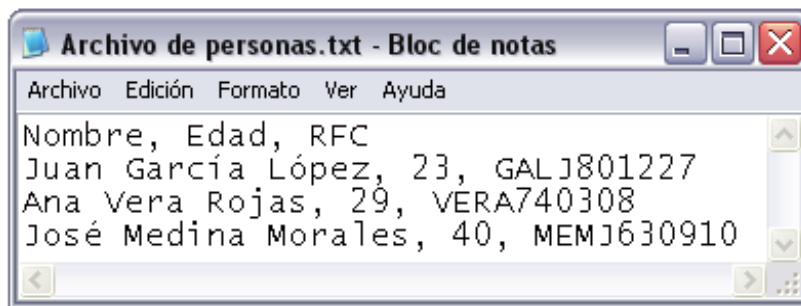 Archivo de personas.txt - Bloc de notas
Archivo Edición Formato Ver Ayuda
Nombre, Edad, RFC
Juan García López, 23, GALJ801227
Ana Vera Rojas, 29, VERA740308
José Medina Morales, 40, MEMJ630910